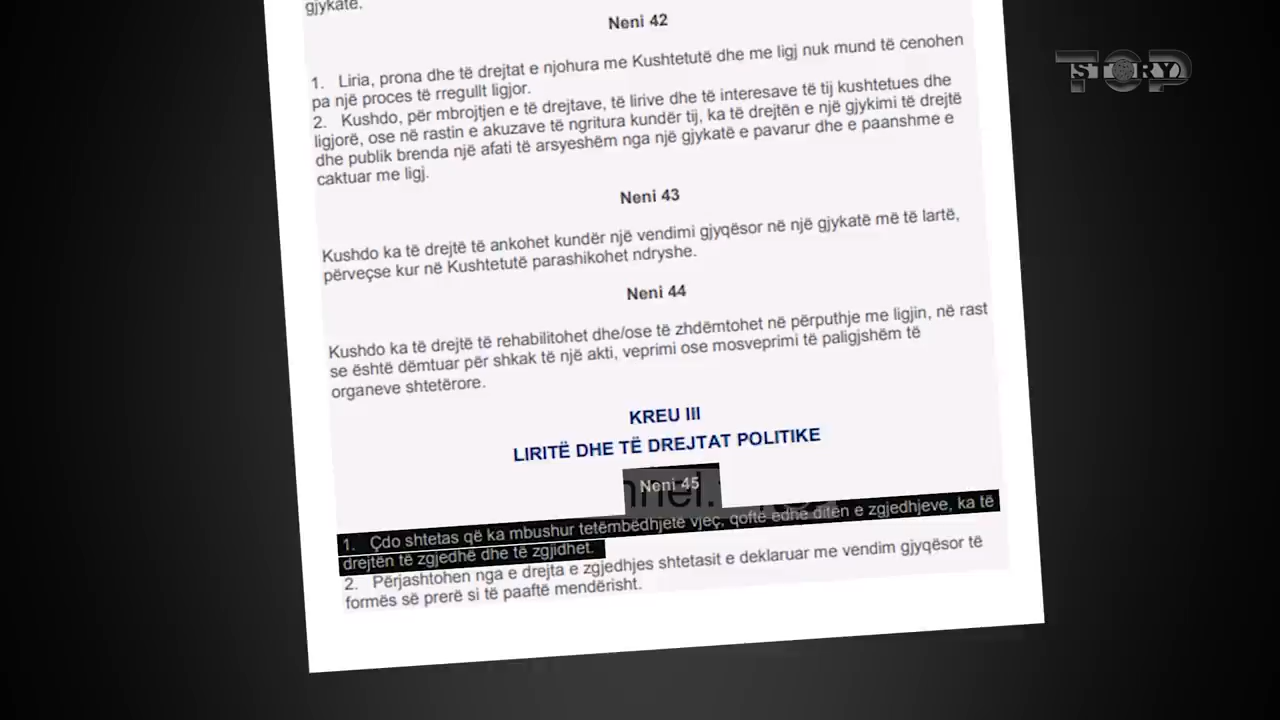 gjykatë.
Neni 42
1. Liria, prona dhe të drejtat e njohura me Kushtetutë dhe me ligj nuk mund të cenohen
pa një proces të rregullt ligjor.
2. Kushdo, për mbrojtjen e të drejtave, të lirive dhe të interesave të tij kushtetues dhe
ligjorë, ose në rastin e akuzave të ngritura kundër tij, ka të drejtën e një gjykimi të drejtë
dhe publik brenda një afati të arsyeshëm nga një gjykatë e pavarur dhe e paanshme e
caktuar me ligj.
Neni 43
Kushdo ka të drejtë të ankohet kundër një vendimi gjyqësor në një gjykatë më të lartë,
përveçse kur në Kushtetutë parashikohet ndryshe.
Neni 44
Kushdo ka të drejtë të rehabilitohet dhe/ose të zhdëmtohet në përputhje me ligjin, në rast
se është dëmtuar për shkak të një akti, veprimi ose mosveprimi të paligjshëm të
organeve shtetërore.
KREU III
LIRITË DHE TË DREJTAT POLITIKE
Neni 45
1. Çdo shtetas që ka mbushur tetëmbëdhjetë vjeç, qoftë edhe ditën e zgjedhjeve, ka të
drejtën të zgjedhë dhe të zgjidhet.
2. Përjashtohen nga e drejta e zgjedhjes shtetasit e deklaruar me vendim gjyqësor të
formës së prerë si të paaftë mendërisht.
TOP
STORY